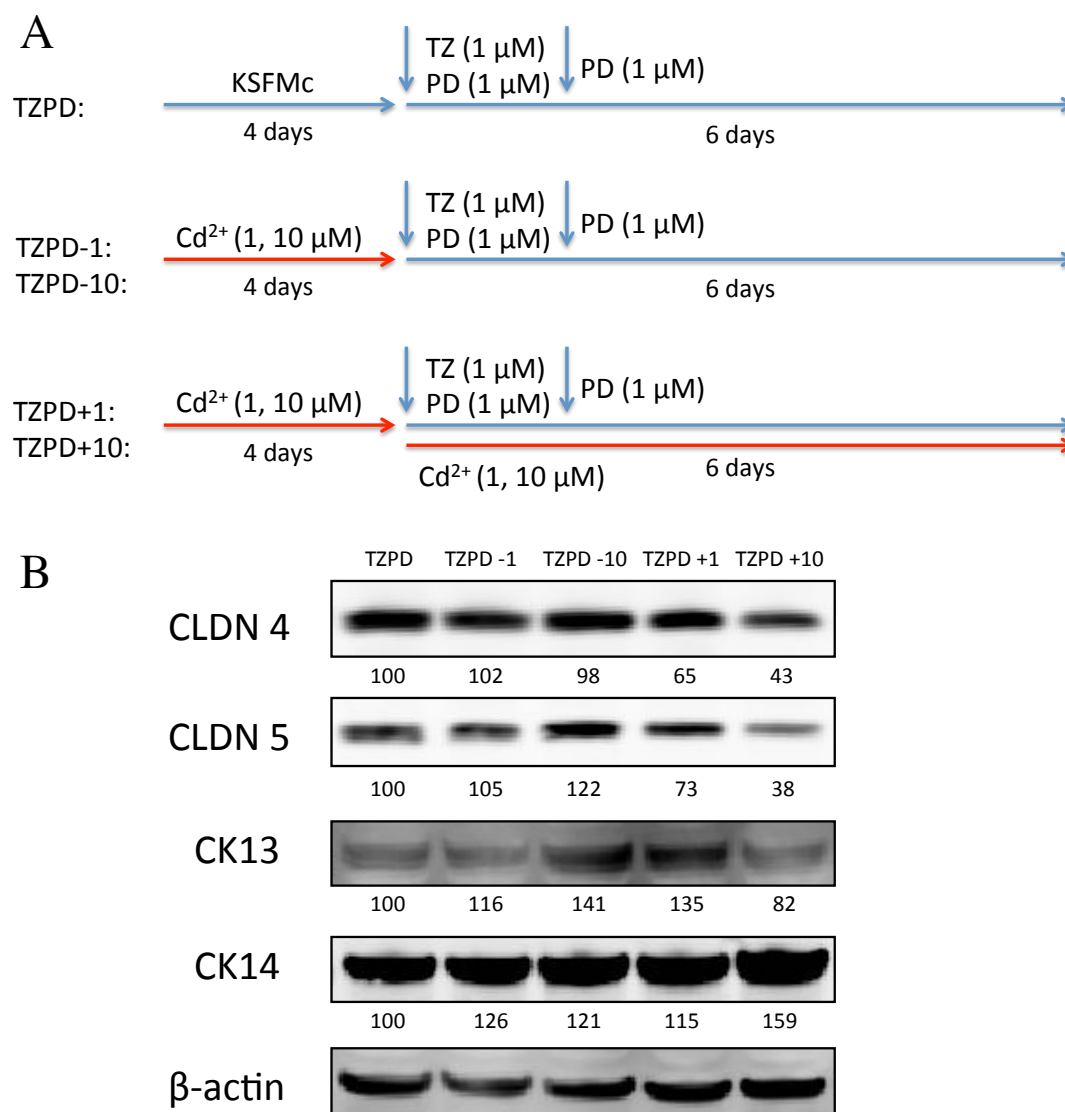 A
TZPD:
KSFMc
4 days
TZ (1 μM)
PD (1 μM)
PD (1 μM)
6 days
TZPD-1:
TZPD-10:
Cd²⁺ (1, 10 μM)
4 days
TZ (1 μM)
PD (1 μM)
PD (1 μM)
6 days
TZPD+1:
TZPD+10:
Cd²⁺ (1, 10 μM)
4 days
TZ (1 μM)
PD (1 μM)
PD (1 μM)
Cd²⁺ (1, 10 μM)
6 days
B
TZPD TZPD -1 TZPD -10 TZPD +1 TZPD +10
CLDN 4
100 102 98 65 43
CLDN 5
100 105 122 73 38
CK13
100 116 141 135 82
CK14
100 126 121 115 159
β-actin